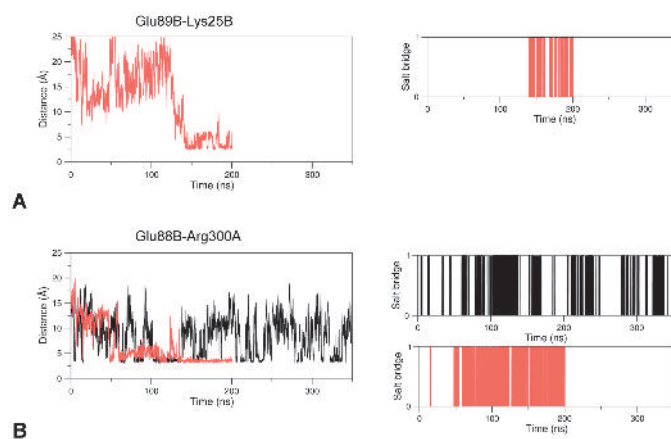 Glu89B-Lys25B
Distance (Å)
25
20
15
10
5
0
0 100 200 300
Time (ns)
Salt bridge
1
0
0 100 200 300
Time (ns)
A
Glu88B-Arg300A
Distance (Å)
25
20
15
10
5
0
0 100 200 300
Time (ns)
Salt bridge
1
0
0 100 200 300
Time (ns)
Salt bridge
1
0
0 100 200 300
Time (ns)
B